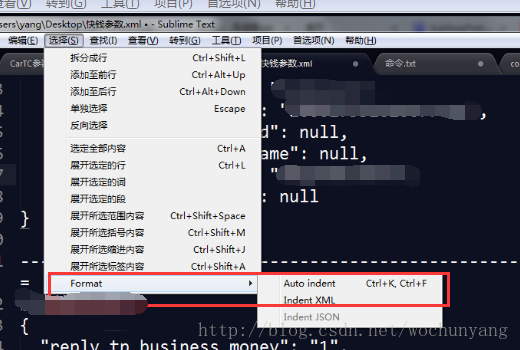 查看(V) 转到(G) 工具(T) 项目(P) 首选项(N) 帮助(H)
sers\yang\Desktop\快钱参数.xml • - Sublime Text
编辑(E) 选择(S) 查找(I) 查看(V) 转到(G) 工具(T) 项目(P) 首选项(N) 帮助(H)
CarTC参 快钱参数.xml 命令.txt co
拆分成行 Ctrl+Shift+L
添加至前行 Ctrl+Alt+Up
添加至后行 Ctrl+Alt+Down
单独选择 Escape
反向选择
选定全部内容 Ctrl+A
展开选定的行 Ctrl+L
展开选定的词
展开选定的段
展开所选范围内容 Ctrl+Shift+Space
展开所选指号内容 Ctrl+Shift+M
展开所选缩进内容 Ctrl+Shift+J
展开所选标签内容 Ctrl+Shift+A
Format
Auto indent Ctrl+K, Ctrl+F
Indent XML
Indent JSON
d": null,
ame": null,
: null
}
=
http://blog.csdn.net/wochunyang
{
"reply_tp_business_money": "1",